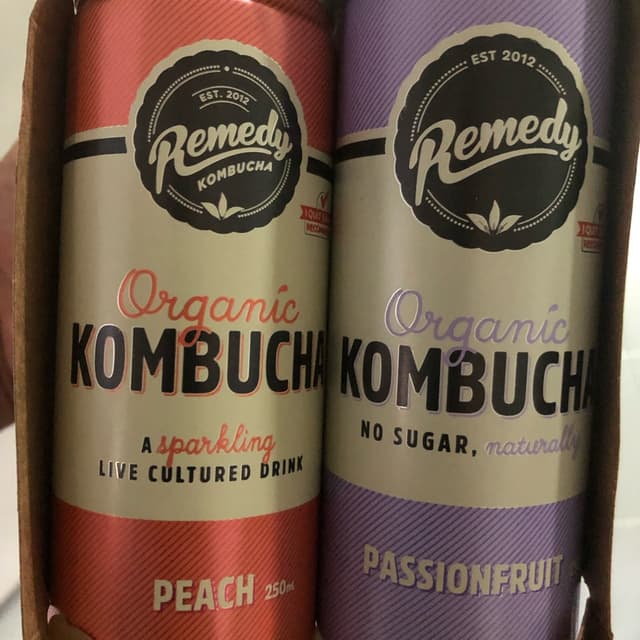 EST. 2012
Remedy
KOMBUCHA
Organic
KOMBUCHA
A sparkling
LIVE CULTURED DRINK
PEACH 250mL
EST 2012
Remedy
Organic
KOMBUCHA
NO SUGAR, naturally
PASSIONFRUIT